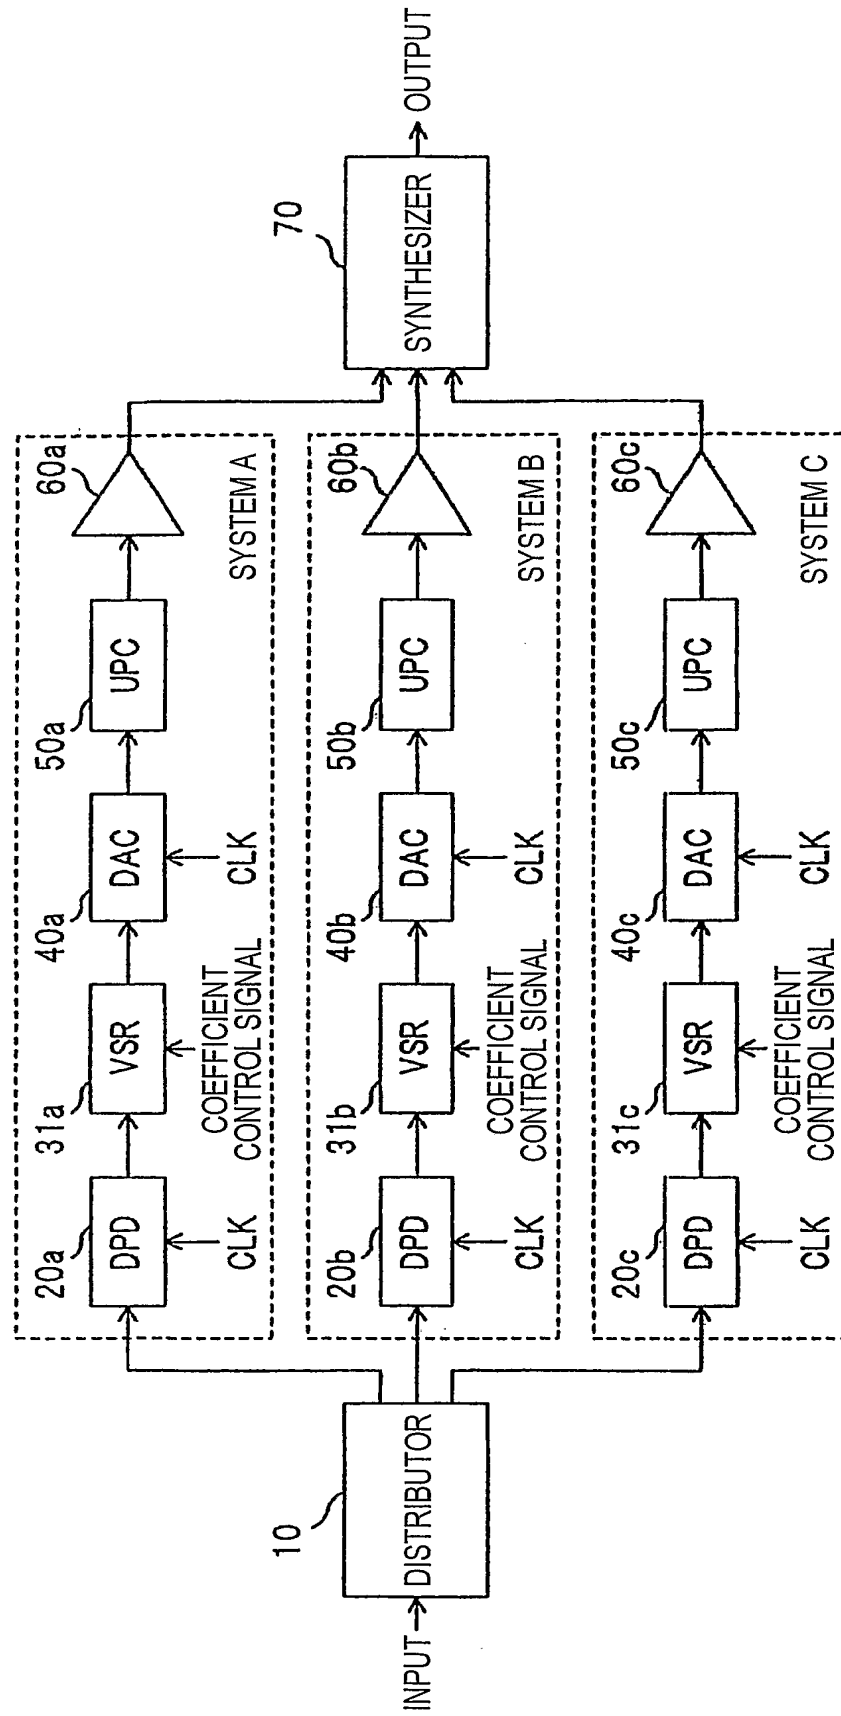 INPUT
10
DISTRIBUTOR
20a
DPD
CLK
31a
VSR
COEFFICIENT
CONTROL SIGNAL
40a
DAC
CLK
50a
UPC
60a
SYSTEM A
20b
DPD
CLK
31b
VSR
COEFFICIENT
CONTROL SIGNAL
40b
DAC
CLK
50b
UPC
60b
SYSTEM B
20c
DPD
CLK
31c
VSR
COEFFICIENT
CONTROL SIGNAL
40c
DAC
CLK
50c
UPC
60c
SYSTEM C
70
SYNTHESIZER
OUTPUT